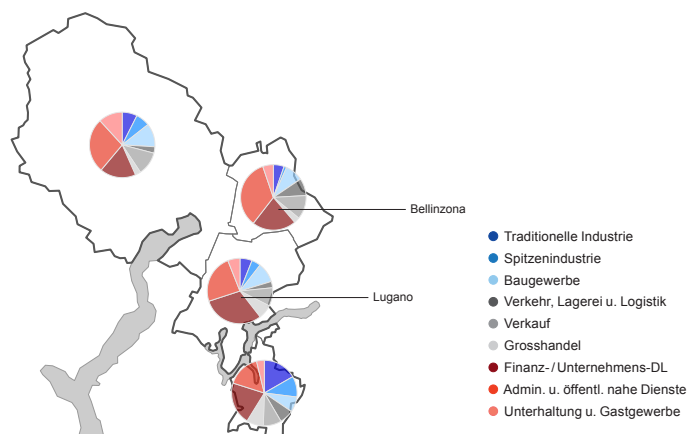 Bellinzona
Lugano
Traditionelle Industrie
Spitzenindustrie
Baugewerbe
Verkehr, Lagerei u. Logistik
Verkauf
Grosshandel
Finanz-/Unternehmens-DL
Admin. u. öffentl. nahe Dienste
Unterhaltung u. Gastgewerbe